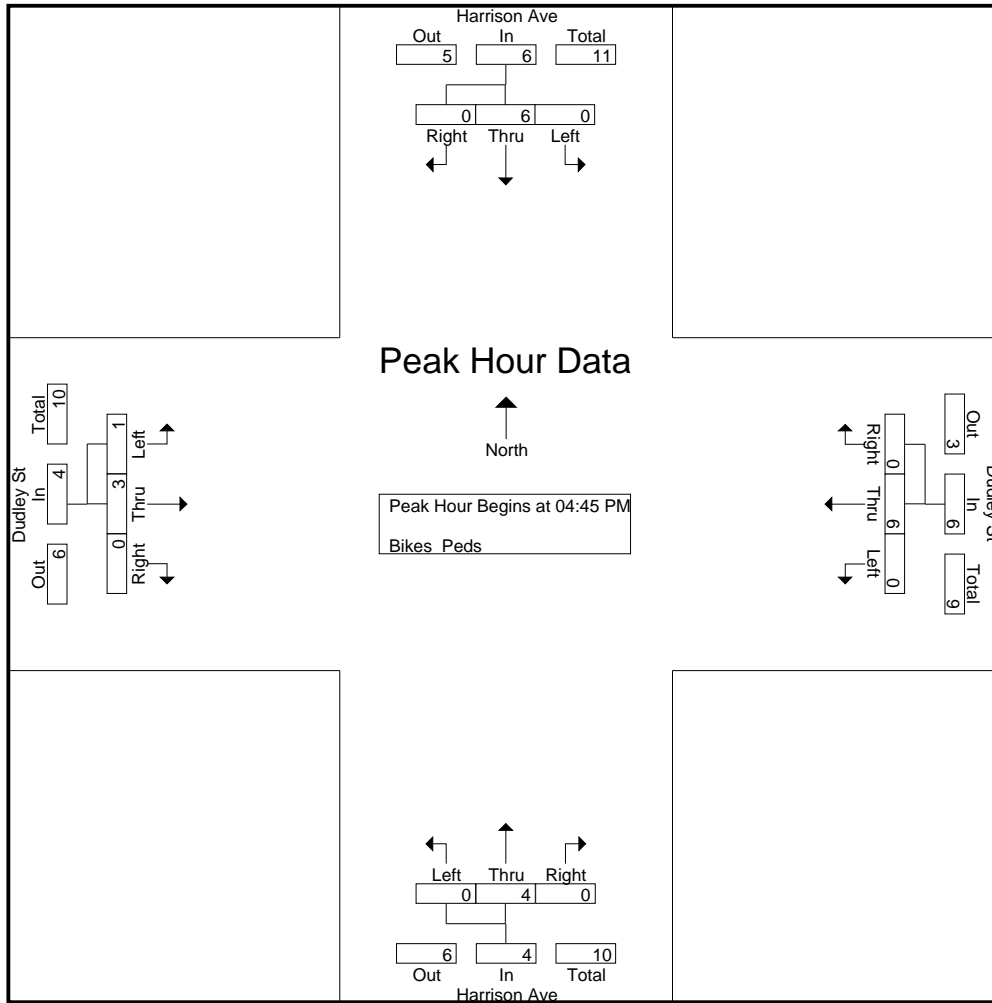 Harrison Ave
Out In Total
5 6 11
0 6 0
Right Thru Left
Peak Hour Data
North
Peak Hour Begins at 04:45 PM
Bikes Peds
Dudley St
Total In Out
10 4 6
1 3 0
Left Thru Right
Right Thru Left
0 6 0
3 6 9
Out In Total
Dudley St
Left Thru Right
0 4 0
6 4 10
Out In Total
Harrison Ave